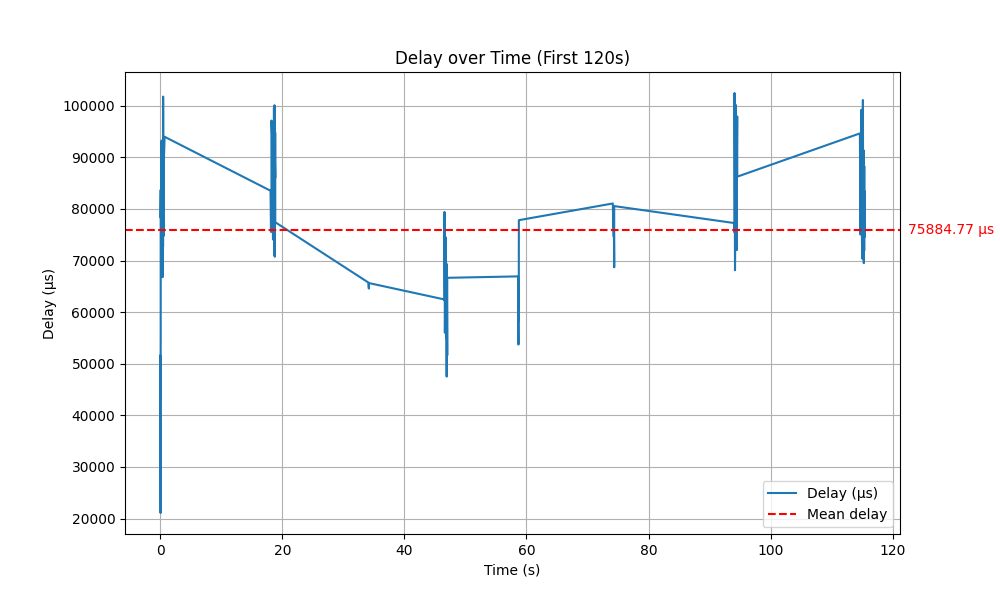 Delay over Time (First 120s)
100000
90000
80000
70000
60000
50000
40000
30000
20000
Delay (µs)
75884.77 µs
Delay (µs)
Mean delay
0 20 40 60 80 100 120
Time (s)